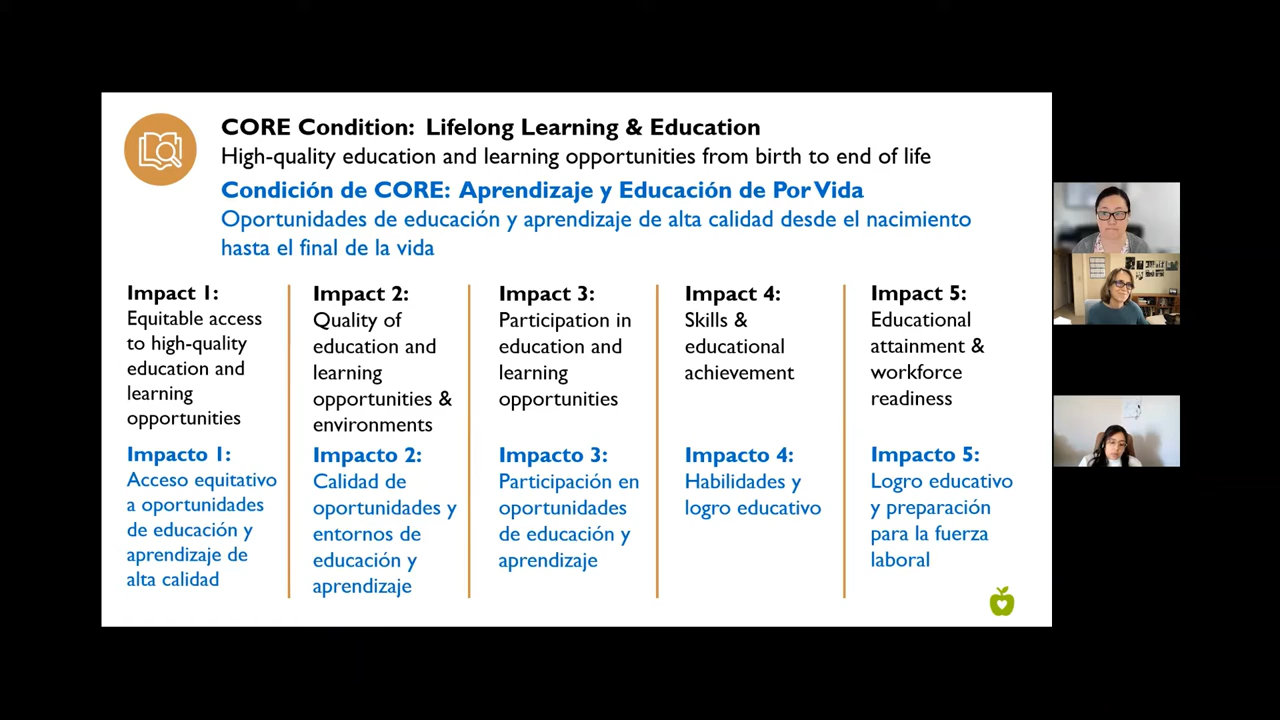 CORE Condition: Lifelong Learning & Education
High-quality education and learning opportunities from birth to end of life
Condición de CORE: Aprendizaje y Educación de Por Vida
Oportunidades de educación y aprendizaje de alta calidad desde el nacimiento
hasta el final de la vida
Impact 1:
Equitable access
to high-quality
education and
learning
opportunities
Impacto 1:
Acceso equitativo
a oportunidades
de educación y
aprendizaje de
alta calidad
Impact 2:
Quality of
education and
learning
opportunities &
environments
Impacto 2:
Calidad de
oportunidades y
entornos de
educación y
aprendizaje
Impact 3:
Participation in
education and
learning
opportunities
Impacto 3:
Participación en
oportunidades
de educación y
aprendizaje
Impact 4:
Skills &
educational
achievement
Impacto 4:
Habilidades y
logro educativo
Impact 5:
Educational
attainment &
workforce
readiness
Impacto 5:
Logro educativo
y preparación
para la fuerza
laboral